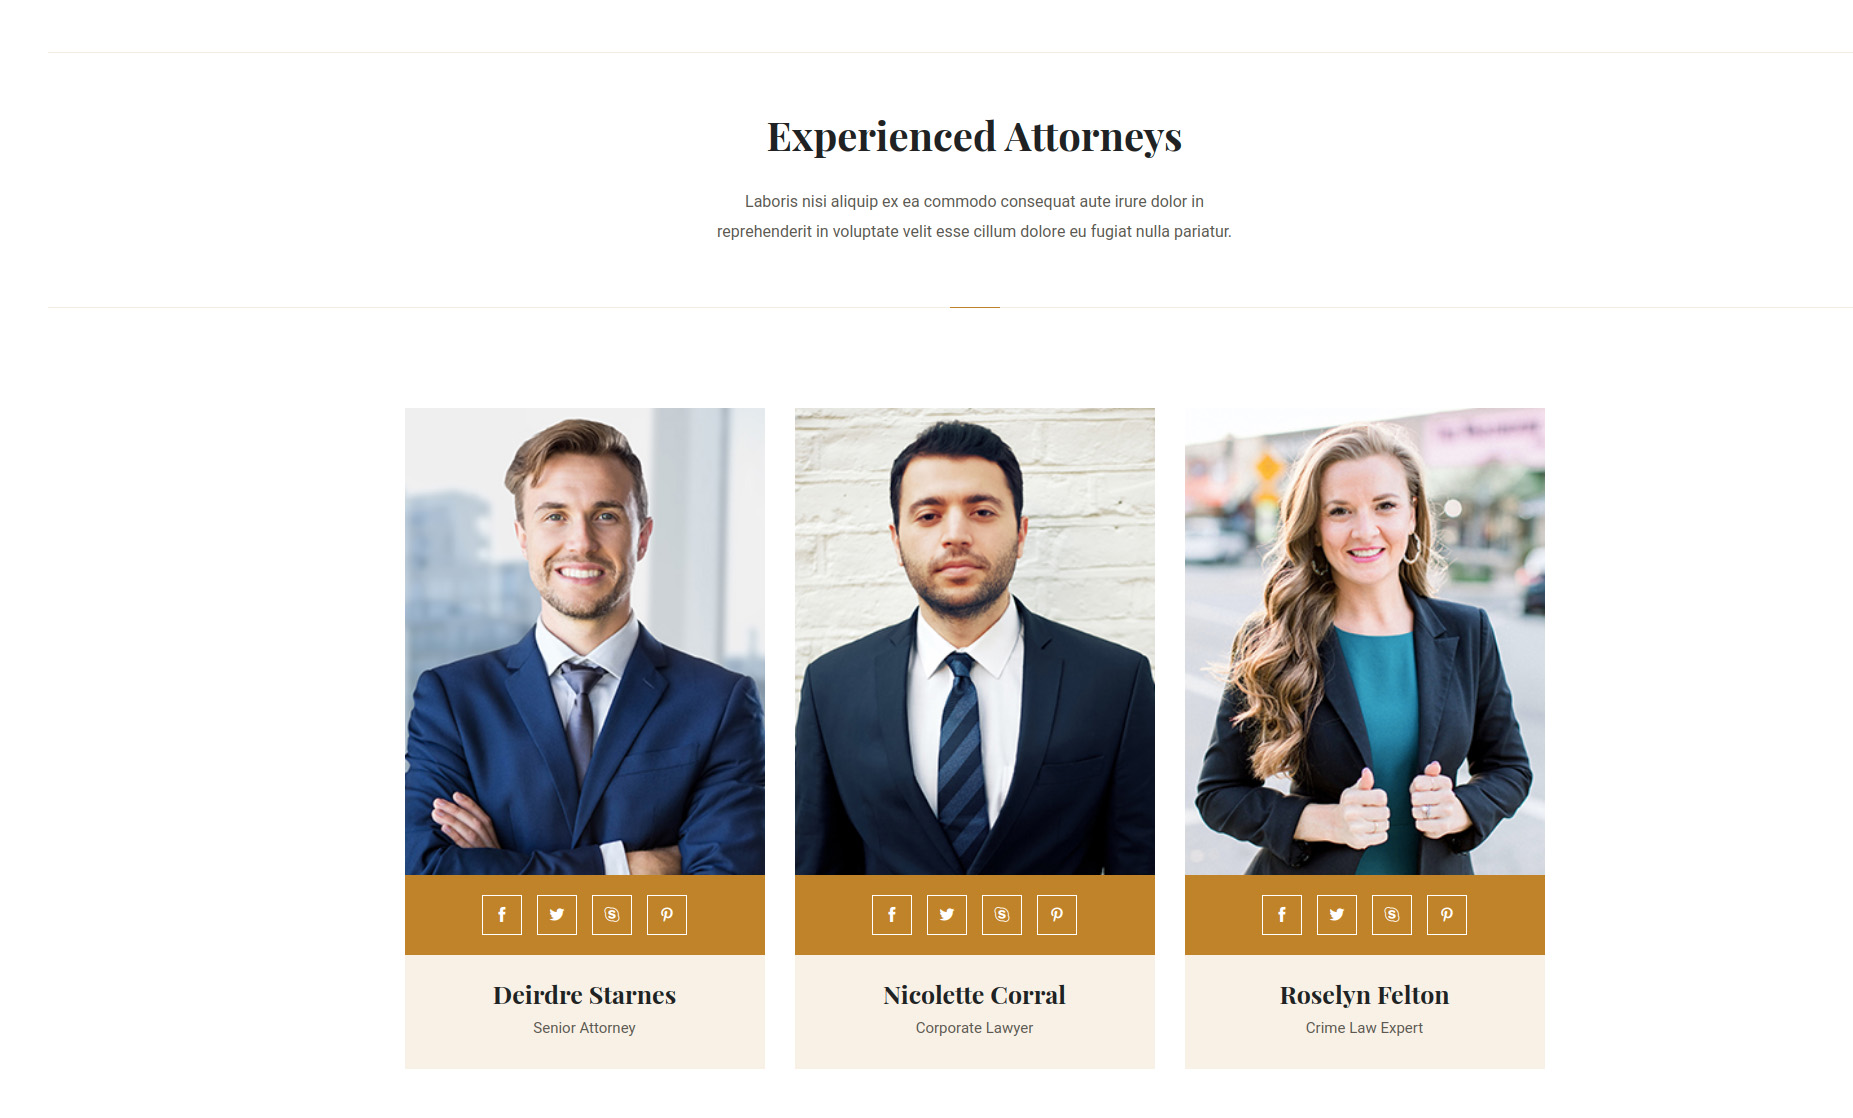 Experienced Attorneys
Laboris nisi aliquip ex ea commodo consequat aute irure dolor in
reprehenderit in voluptate velit esse cillum dolore eu fugiat nulla pariatur.
Deirdre Starnes
Senior Attorney
Nicolette Corral
Corporate Lawyer
Roselyn Felton
Crime Law Expert